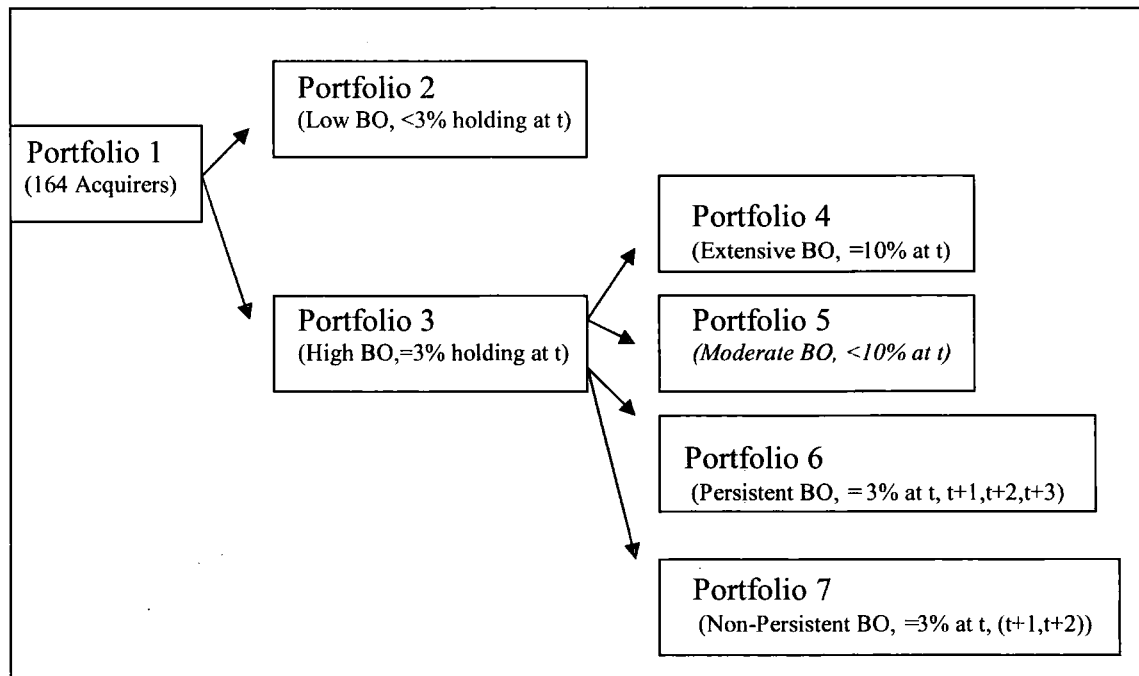 Portfolio 1
(164 Acquirers)
Portfolio 2
(Low BO, <3% holding at t)
Portfolio 3
(High BO,=3% holding at t)
Portfolio 4
(Extensive BO, =10% at t)
Portfolio 5
(Moderate BO, <10% at t)
Portfolio 6
(Persistent BO, =3% at t, t+1,t+2,t+3)
Portfolio 7
(Non-Persistent BO, =3% at t, (t+1,t+2))